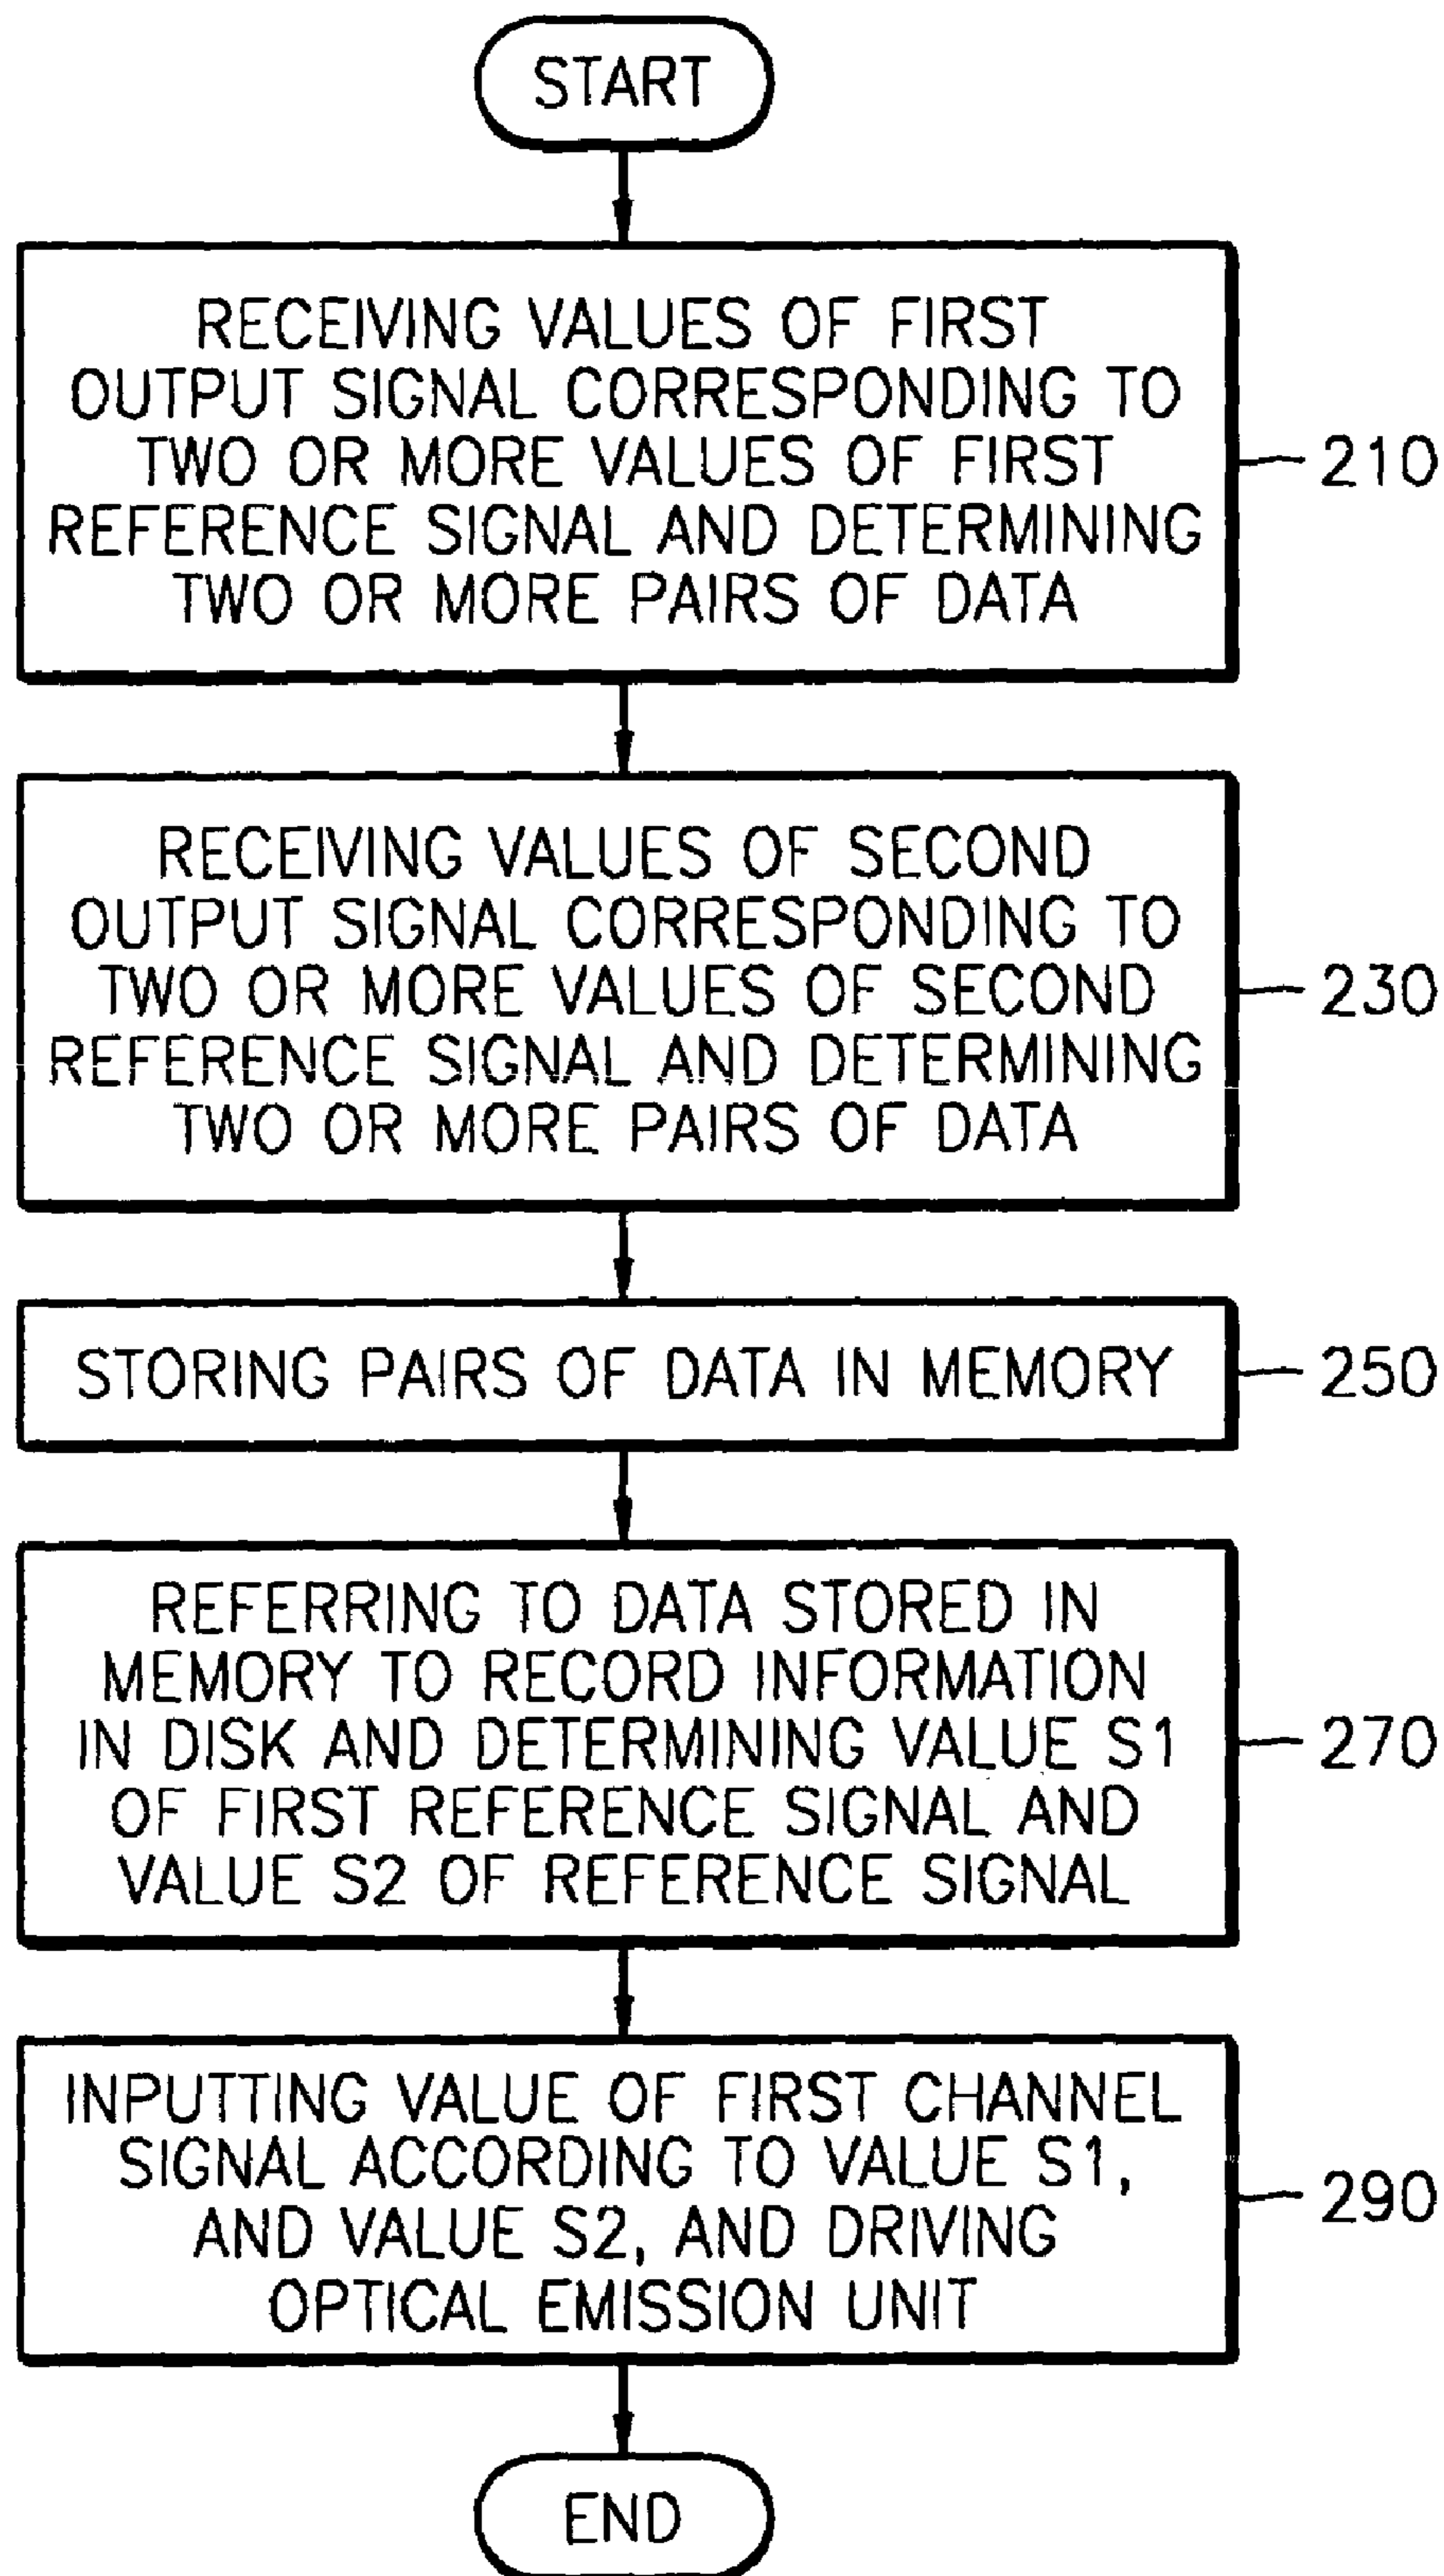 START
RECEIVING VALUES OF FIRST
OUTPUT SIGNAL CORRESPONDING TO
TWO OR MORE VALUES OF FIRST
REFERENCE SIGNAL AND DETERMINING
TWO OR MORE PAIRS OF DATA
210
RECEIVING VALUES OF SECOND
OUTPUT SIGNAL CORRESPONDING TO
TWO OR MORE VALUES OF SECOND
REFERENCE SIGNAL AND DETERMINING
TWO OR MORE PAIRS OF DATA
230
STORING PAIRS OF DATA IN MEMORY
250
REFERRING TO DATA STORED IN
MEMORY TO RECORD INFORMATION
IN DISK AND DETERMINING VALUE S1
OF FIRST REFERENCE SIGNAL AND
VALUE S2 OF REFERENCE SIGNAL
270
INPUTTING VALUE OF FIRST CHANNEL
SIGNAL ACCORDING TO VALUE S1,
AND VALUE S2, AND DRIVING
OPTICAL EMISSION UNIT
290
END